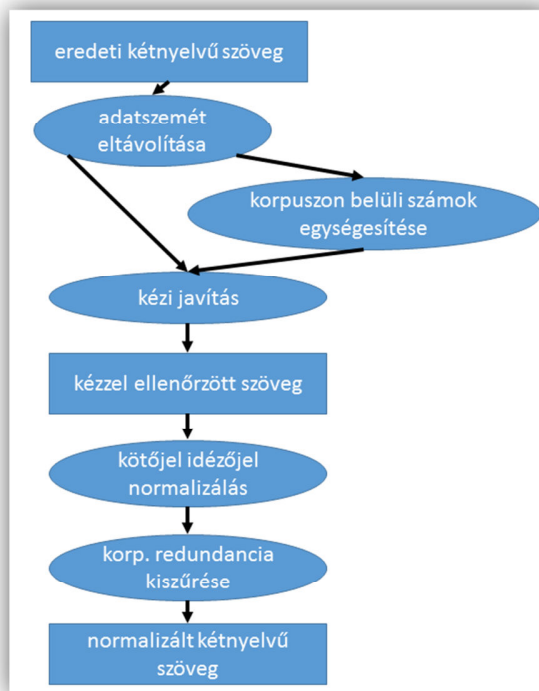 eredeti kétnyelvű szöveg
adatszemét
eltávolítása
korpuszon belüli számok
egységesítése
kézi javítás
kézzel ellenőrzött szöveg
kötőjel idézőjel
normalizálás
korp. redundancia
kiszűrése
normalizált kétnyelvű
szöveg